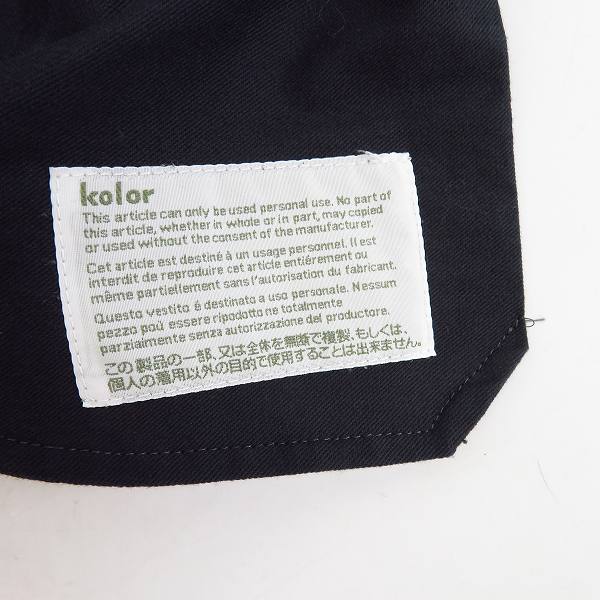 kolor
This article can only be used personal use. No part of
this article, whether in whole or in part, may copied
or used without the consent of the manufacturer.
Cet article est destiné à un usage personnel. Il est
interdit de reproduire cet article entiérement ou
même partiellement sans l'autorisation du fabricant.
Questo vestito é destinato a uso personale. Nessun
pezzo poú essere ripodotto ne totalmente
parzialmente senza autorizzazione del produttore.
この製品の一部、又は全体を無断で複製、もしくは、
個人の着用以外の目的で使用することは出来ません。